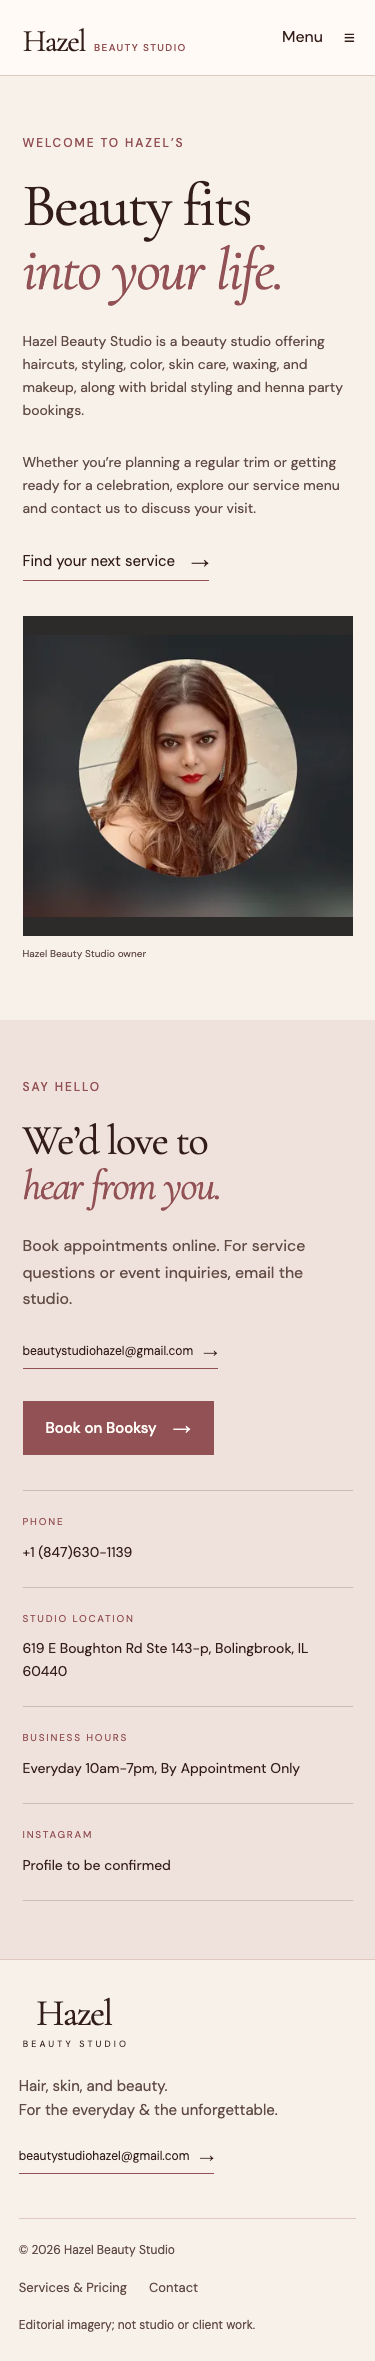 Hazel BEAUTY STUDIO
Menu ≡
WELCOME TO HAZEL’S
Beauty fits
into your life.
Hazel Beauty Studio is a beauty studio offering
haircuts, styling, color, skin care, waxing, and
makeup, along with bridal styling and henna party
bookings.
Whether you’re planning a regular trim or getting
ready for a celebration, explore our service menu
and contact us to discuss your visit.
Find your next service →
Hazel Beauty Studio owner
SAY HELLO
We’d love to
hear from you.
Book appointments online. For service
questions or event inquiries, email the
studio.
beautystudiohazel@gmail.com →
Book on Booksy →
PHONE
+1 (847)630-1139
STUDIO LOCATION
619 E Boughton Rd Ste 143-p, Bolingbrook, IL
60440
BUSINESS HOURS
Everyday 10am-7pm, By Appointment Only
INSTAGRAM
Profile to be confirmed
Hazel
BEAUTY STUDIO
Hair, skin, and beauty.
For the everyday & the unforgettable.
beautystudiohazel@gmail.com →
© 2026 Hazel Beauty Studio
Services & Pricing Contact
Editorial imagery; not studio or client work.